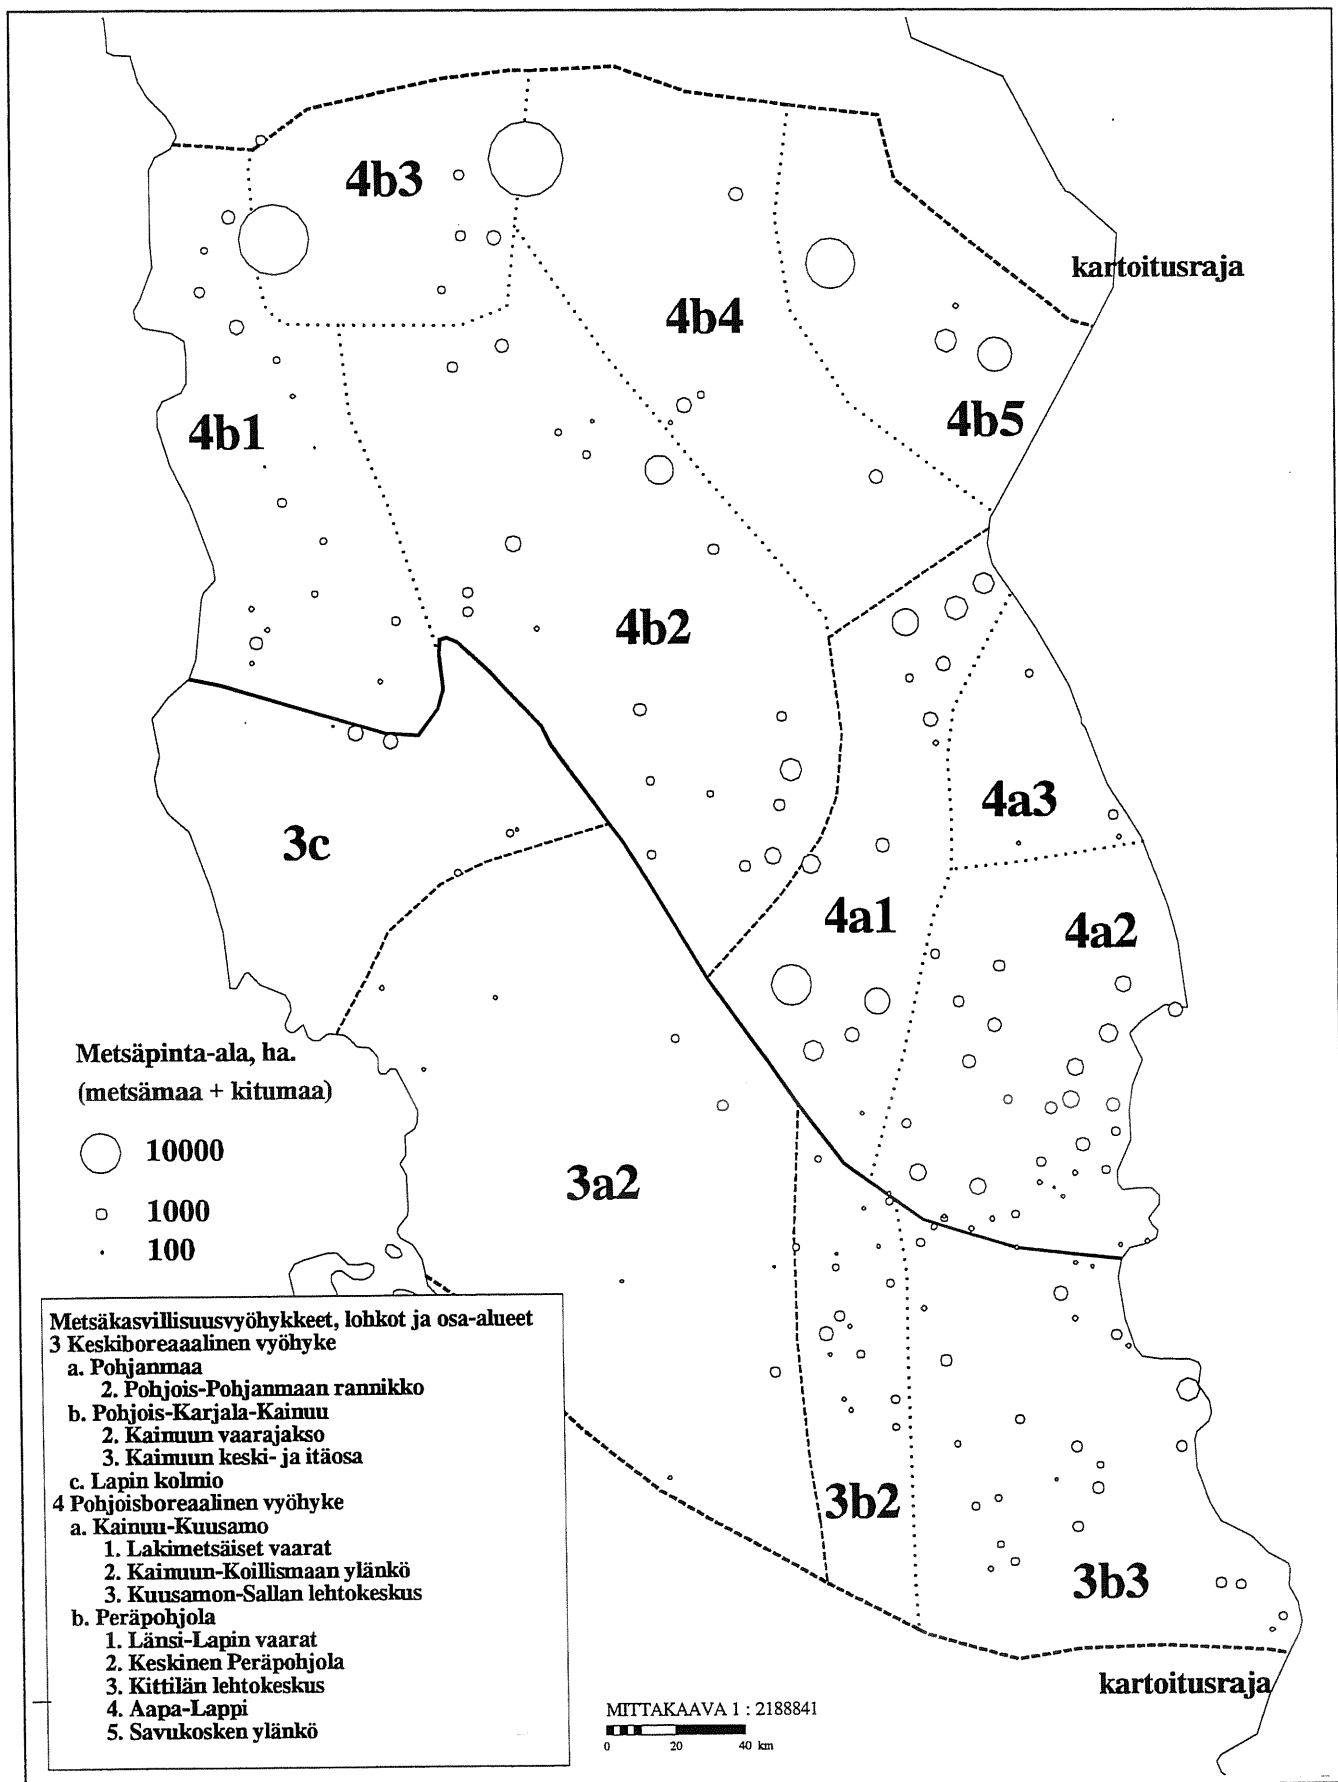 4b3
kartoitusraja
4b4
4b5
4b1
4b2
4a3
3c
4a1
4a2
Metsäpinta-ala, ha.
(metsämaa + kitumaa)
10000
1000
100
3a2
Metsäkasvillisuusvyöhykkeet, lohkot ja osa-alueet
3 Keskiboreaaalinen vyöhyke
a. Pohjanmaa
2. Pohjois-Pohjanmaan rannikko
b. Pohjois-Karjala-Kainuu
2. Kainuun vaarajakso
3. Kainuun keski- ja itäosa
c. Lapin kolmio
4 Pohjoisboreaalinen vyöhyke
a. Kainuu-Kuusamo
1. Lakimetsäiset vaarat
2. Kainuun-Koillismaan ylänkö
3. Kuusamon-Sallan lehtokeskus
b. Peräpohjola
1. Länsi-Lapin vaarat
2. Keskinen Peräpohjola
3. Kittilän lehtokeskus
4. Aapa-Lappi
5. Savukosken ylänkö
3b2
3b3
kartoitusraja
MITTAKAAVA 1 : 2188841
0 20 40 km